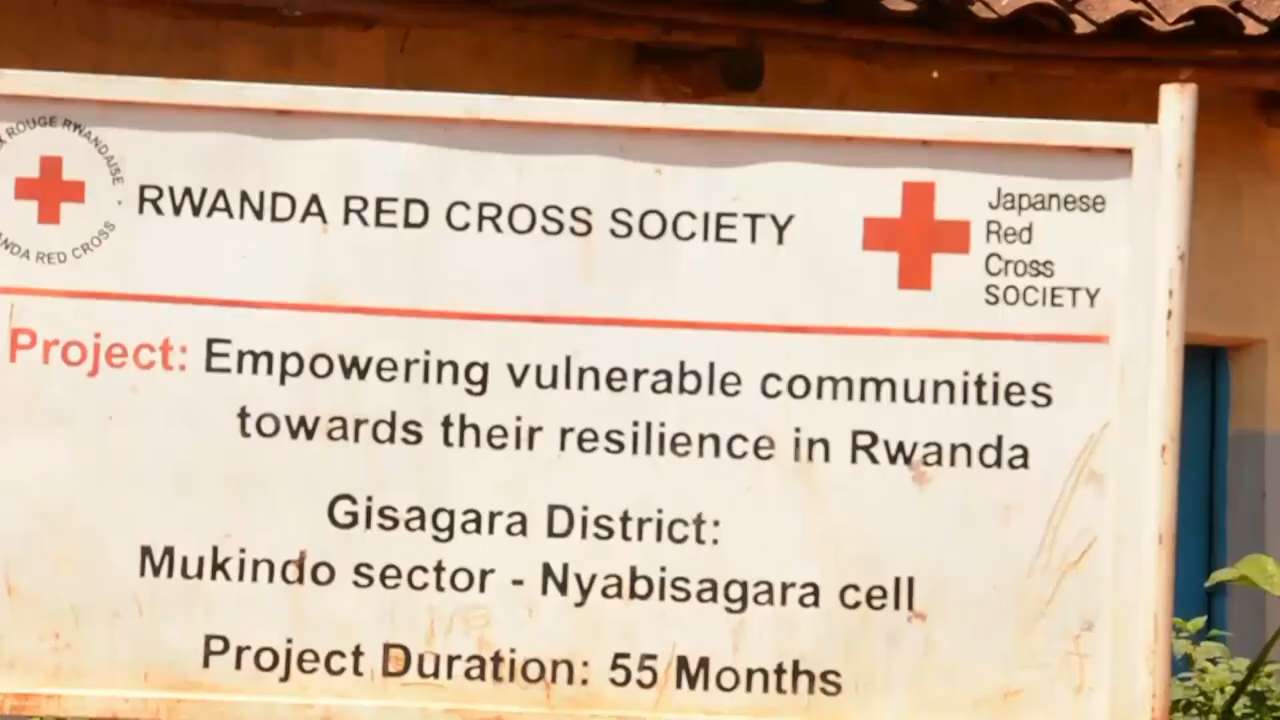 ROUGE RWANDAISE
RED CROSS
RWANDA RED CROSS SOCIETY
Japanese
Red
Cross
SOCIETY
Project: Empowering vulnerable communities
towards their resilience in Rwanda
Gisagara District:
Mukindo sector - Nyabisagara cell
Project Duration: 55 Months